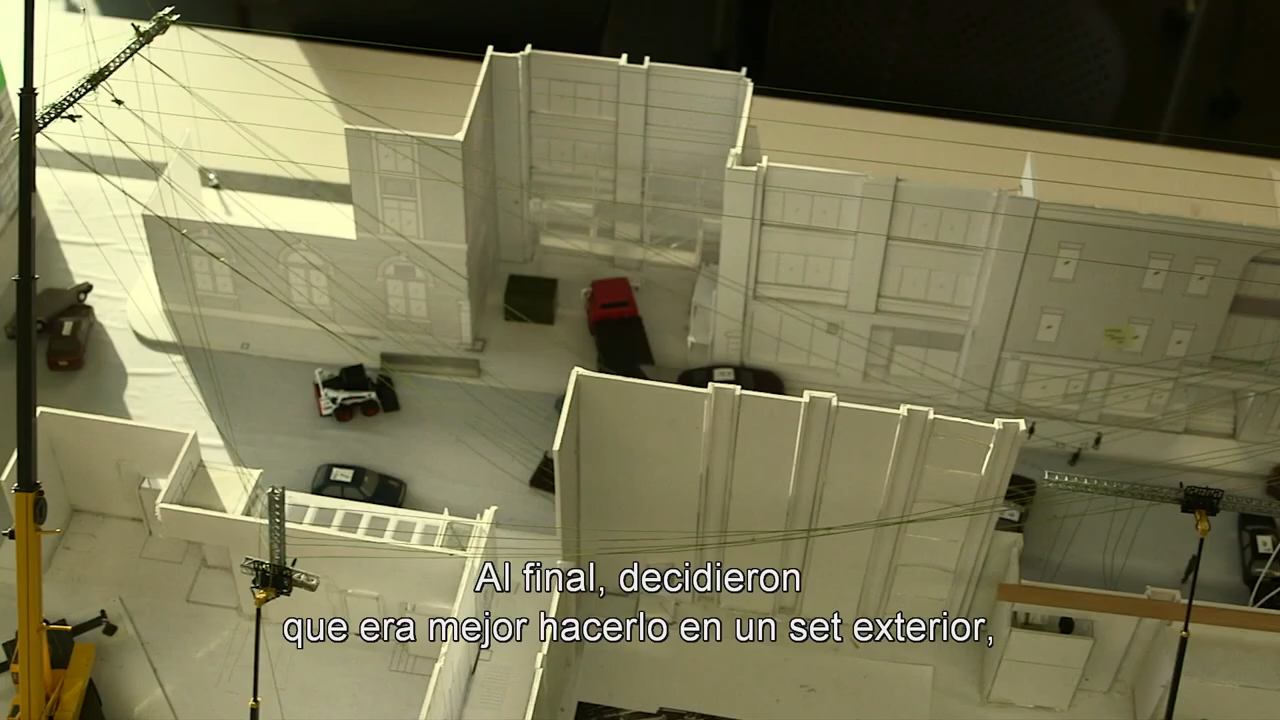 Al final, decidieron
que era mejor hacerlo en un set exterior,